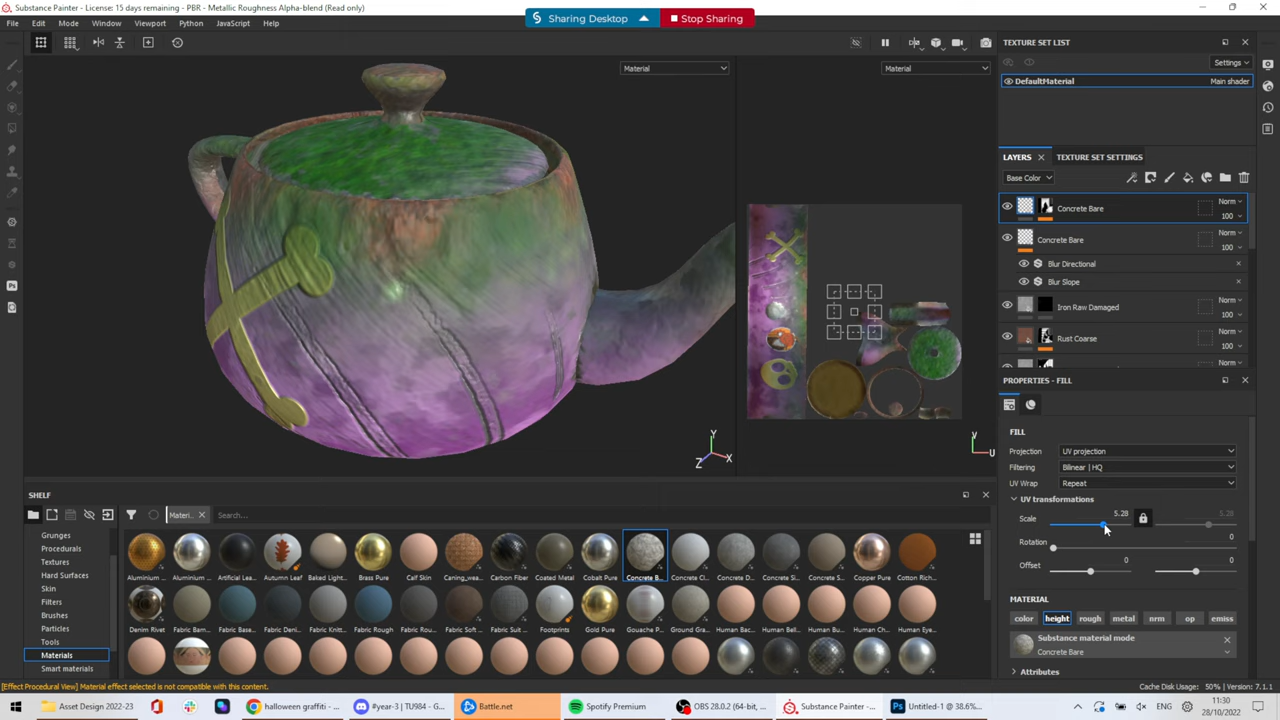 Substance Painter - License: 15 days remaining - PBR - Metallic Roughness Alpha-blend (Read only)
Sharing Desktop
Stop Sharing
File Edit Mode Window Viewport Python JavaScript Help
Material
Material
TEXTURE SET LIST
Settings
DefaultMaterial Main shader
LAYERS TEXTURE SET SETTINGS
Base Color
Concrete Bare Norm 100
Concrete Bare Norm 100
Blur Directional
Blur Slope
Iron Raw Damaged Norm 100
Rust Coarse Norm 100
PROPERTIES - FILL
FILL
Projection UV projection
Filtering Bilinear | HQ
UV Wrap Repeat
UV transformations
Scale 5.28 5.28
Rotation 0
Offset 0 0
MATERIAL
color height rough metal nrm op emiss
Substance material mode
Concrete Bare
Attributes
Y
Z X
V
U
SHELF
Materi... Search...
Grunges
Procedurals
Textures
Hard Surfaces
Skin
Filters
Brushes
Particles
Tools
Materials
Smart materials
Aluminium ... Aluminium ... Artificial Lea... Autumn Leaf Baked Light... Brass Pure Calf Skin Caning_wea... Carbon Fiber Coated Metal Cobalt Pure Concrete B... Concrete Cl... Concrete D... Concrete Si... Concrete S... Copper Pure Cotton Rich...
Denim Rivet Fabric Bam... Fabric Base... Fabric Deni... Fabric Knit... Fabric Rough Fabric Rou... Fabric Soft ... Fabric Suit ... Footprints Gold Pure Gouache P... Ground Gra... Human Bac... Human Bell... Human Bu... Human Ch... Human Eye...
[Effect Procedural View] Material effect selected is not compatible with this content.
Cache Disk Usage: 50% | Version: 7.1.1
Asset Design 2022-23
halloween graffiti - ...
#year-3 | TU984 - G...
Battle.net
Spotify Premium
OBS 28.0.2 (64-bit, ...
Substance Painter -...
Untitled-1 @ 38.6%...
11:30
28/10/2022